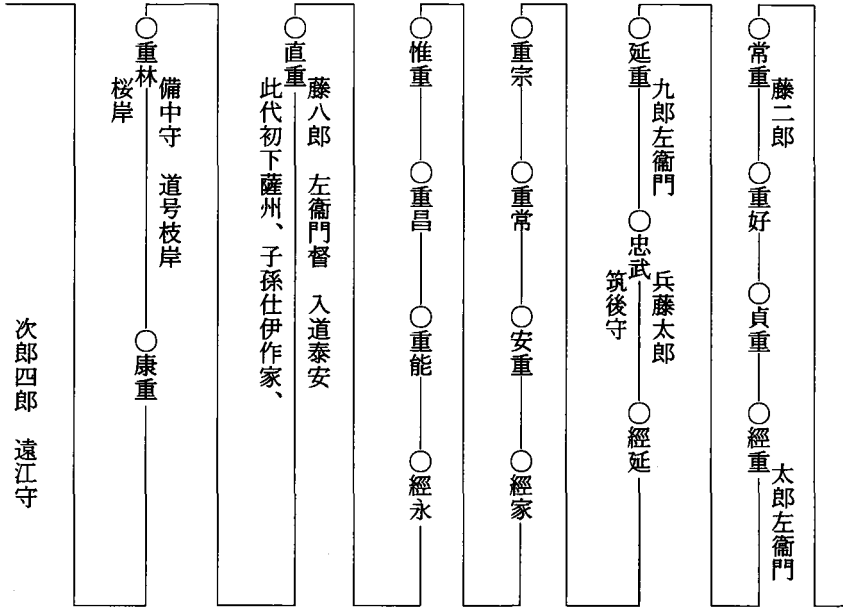 ○常重 藤二郎
○重好
○貞重
○經重 太郎左衞門
○延重 九郎左衞門
○忠武 兵藤太郎
筑後守
○經延
○重宗
○重常
○安重
○經家
○惟重
○重昌
○重能
○經永
○直重 藤八郎 左衞門督 入道泰安
此代初下薩州、子孫仕伊作家、
○重林 備中守 道号枝岸
桜岸
○康重
次郎四郎 遠江守